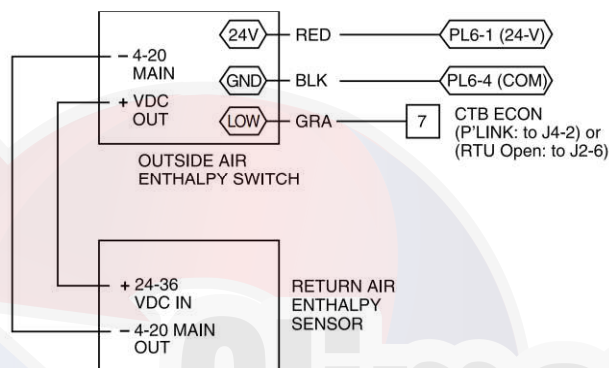 24V RED PL6-1 (24-V)
– 4-20
MAIN
GND BLK PL6-4 (COM)
+ VDC
OUT
LOW GRA 7 CTB ECON
(P'LINK: to J4-2) or
(RTU Open: to J2-6)
OUTSIDE AIR
ENTHALPY SWITCH
+ 24-36
VDC IN
– 4-20 MAIN
OUT
RETURN AIR
ENTHALPY
SENSOR